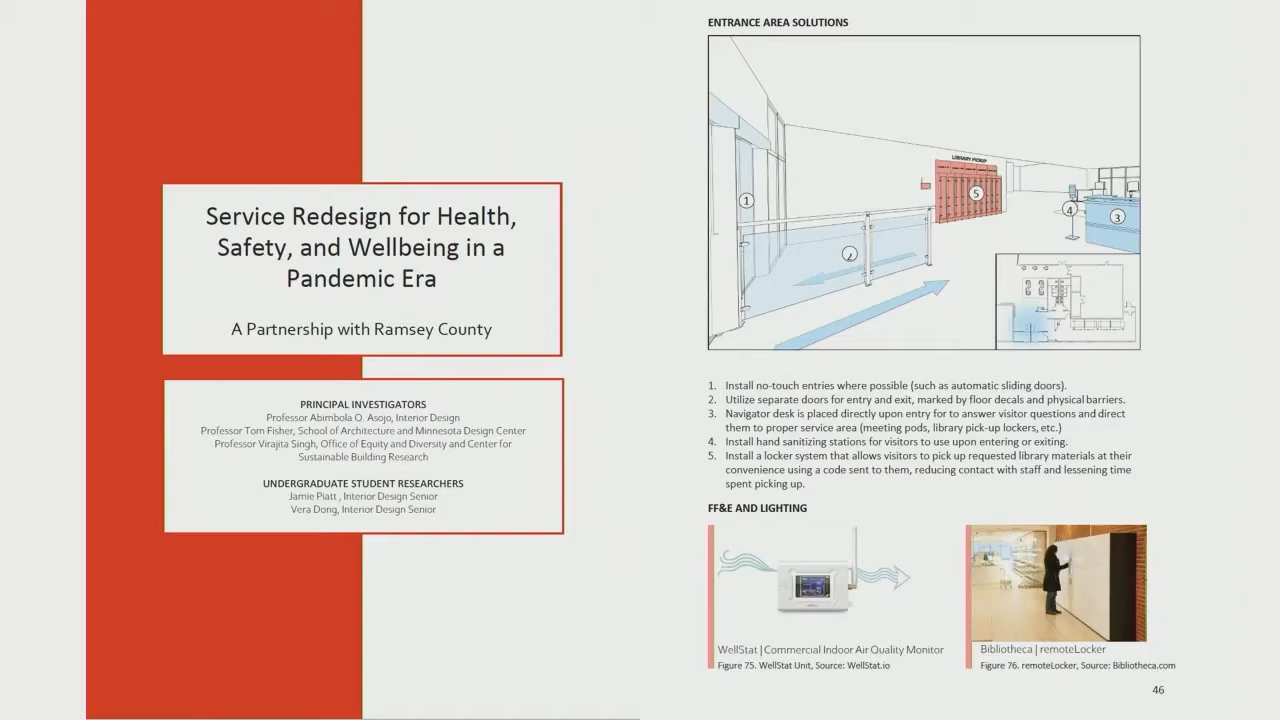 Service Redesign for Health,
Safety, and Wellbeing in a
Pandemic Era
A Partnership with Ramsey County
PRINCIPAL INVESTIGATORS
Professor Abimbola O. Asojo, Interior Design
Professor Tom Fisher, School of Architecture and Minnesota Design Center
Professor Virajita Singh, Office of Equity and Diversity and Center for
Sustainable Building Research
UNDERGRADUATE STUDENT RESEARCHERS
Jamie Piatt , Interior Design Senior
Vera Dong, Interior Design Senior
ENTRANCE AREA SOLUTIONS
LIBRARY PICKUP
1
2
3
4
5
1. Install no-touch entries where possible (such as automatic sliding doors).
2. Utilize separate doors for entry and exit, marked by floor decals and physical barriers.
3. Navigator desk is placed directly upon entry for to answer visitor questions and direct
them to proper service area (meeting pods, library pick-up lockers, etc.)
4. Install hand sanitizing stations for visitors to use upon entering or exiting.
5. Install a locker system that allows visitors to pick up requested library materials at their
convenience using a code sent to them, reducing contact with staff and lessening time
spent picking up.
FF&E AND LIGHTING
WellStat | Commercial Indoor Air Quality Monitor
Figure 75. WellStat Unit, Source: WellStat.io
Bibliotheca | remoteLocker
Figure 76. remoteLocker, Source: Bibliotheca.com
46